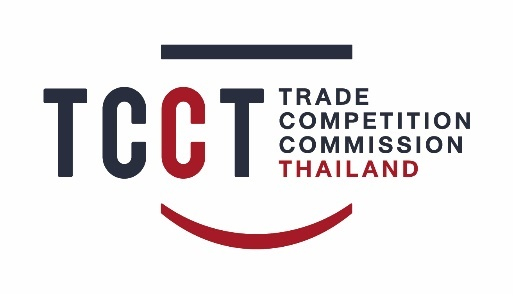 TCCT
TRADE
COMPETITION
COMMISSION
THAILAND